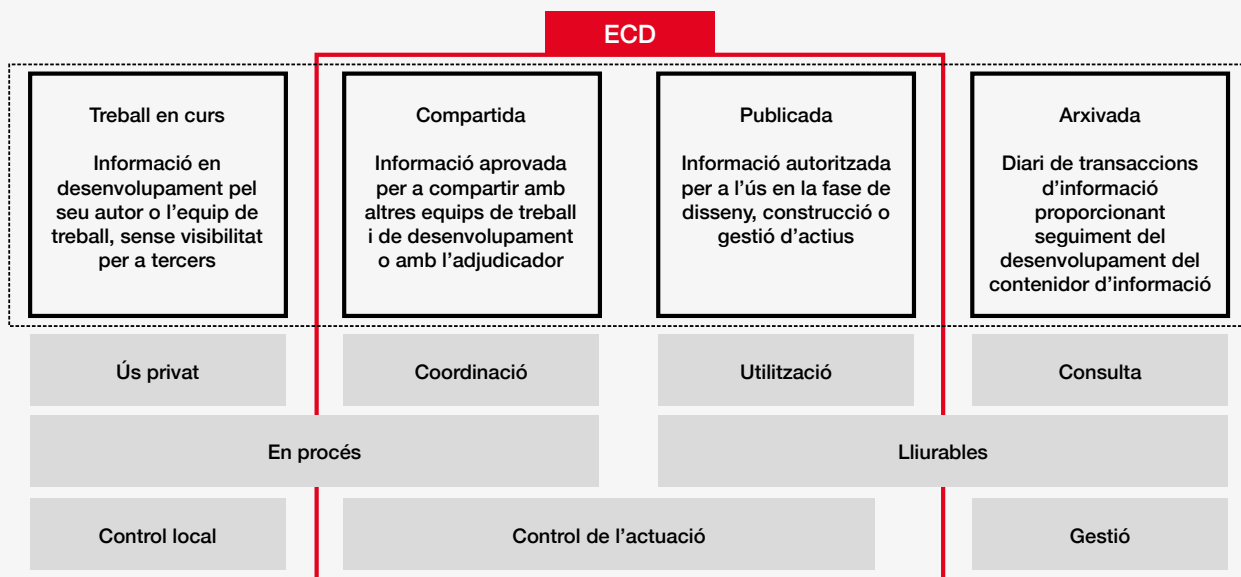 ECD
Treball en curs
Informació en
desenvolupament pel
seu autor o l’equip de
treball, sense visibilitat
per a tercers
Compartida
Informació aprovada
per a compartir amb
altres equips de treball
i de desenvolupament
o amb l’adjudicador
Publicada
Informació autoritzada
per a l’ús en la fase de
disseny, construcció o
gestió d’actius
Arxivada
Diari de transaccions
d’informació
proporcionant
seguiment del
desenvolupament del
contenidor d’informació
Ús privat
Coordinació
Utilització
Consulta
En procés
Lliurables
Control local
Control de l’actuació
Gestió